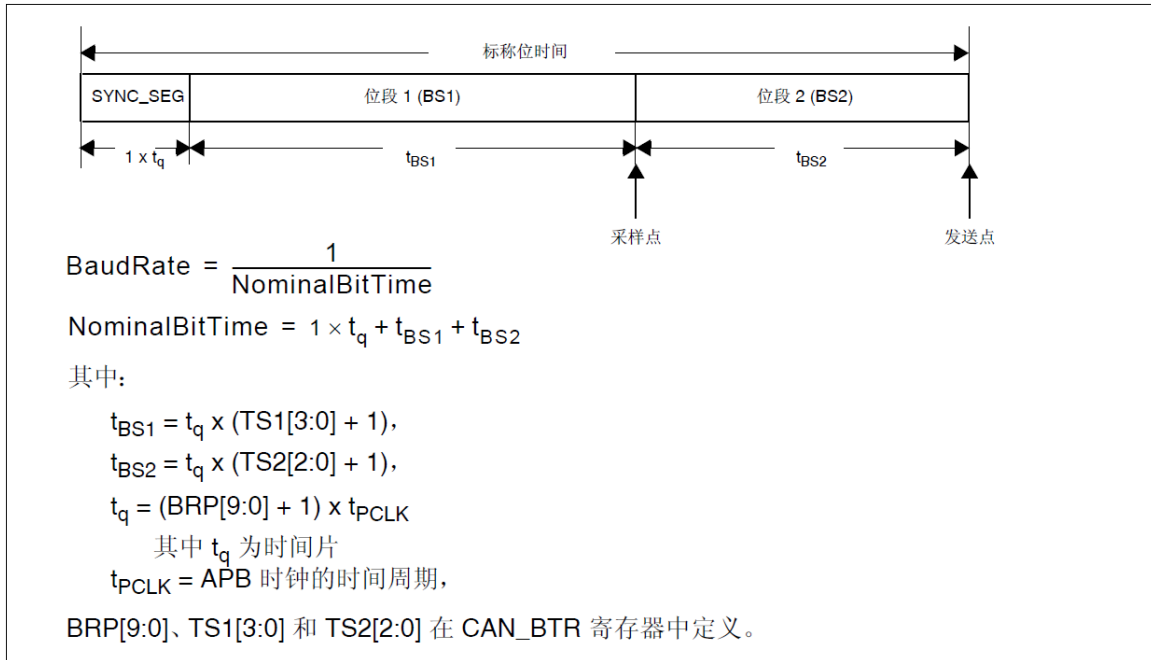 标称位时间
SYNC_SEG 位段 1 (BS1) 位段 2 (BS2)
1 x tq tBS1 tBS2
采样点 发送点
BaudRate = 1 / NominalBitTime
NominalBitTime = 1 × tq + tBS1 + tBS2
其中:
tBS1 = tq x (TS1[3:0] + 1),
tBS2 = tq x (TS2[2:0] + 1),
tq = (BRP[9:0] + 1) x tPCLK
其中 tq 为时间片
tPCLK = APB 时钟的时间周期,
BRP[9:0]、TS1[3:0] 和 TS2[2:0] 在 CAN_BTR 寄存器中定义。